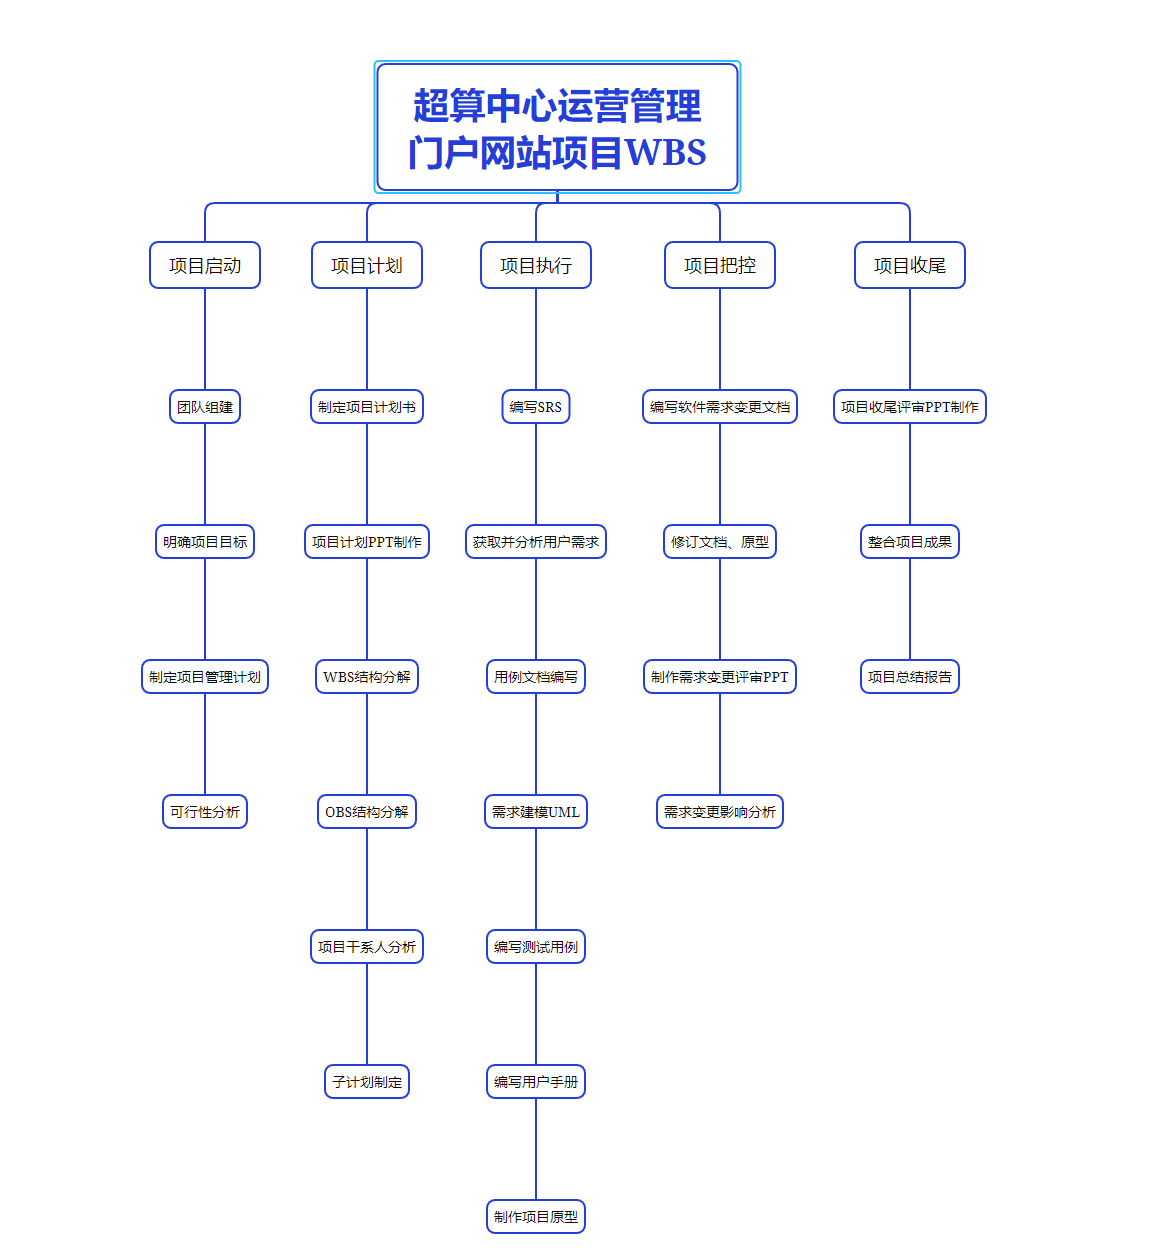 超算中心运营管理
门户网站项目WBS
项目启动
项目计划
项目执行
项目把控
项目收尾
团队组建
制定项目计划书
编写SRS
编写软件需求变更文档
项目收尾评审PPT制作
明确项目目标
项目计划PPT制作
获取并分析用户需求
修订文档、原型
整合项目成果
制定项目管理计划
WBS结构分解
用例文档编写
制作需求变更评审PPT
项目总结报告
可行性分析
OBS结构分解
需求建模UML
需求变更影响分析
项目干系人分析
编写测试用例
子计划制定
编写用户手册
制作项目原型